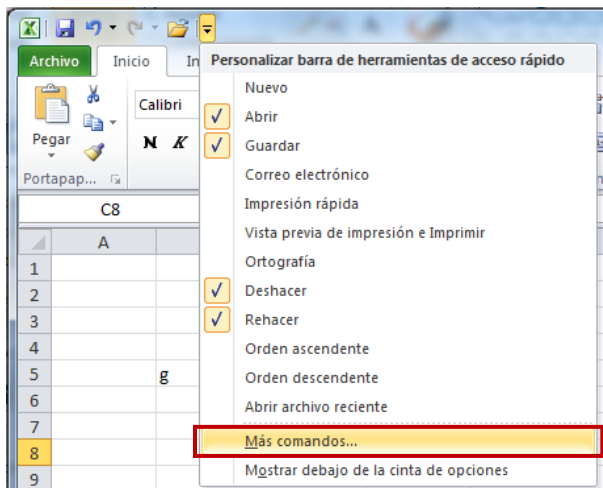 Archivo Inicio In
Personalizar barra de herramientas de acceso rápido
Nuevo
Abrir
Guardar
Correo electrónico
Impresión rápida
Vista previa de impresión e Imprimir
Ortografía
Deshacer
Rehacer
Orden ascendente
Orden descendente
Abrir archivo reciente
Más comandos...
Mostrar debajo de la cinta de opciones
Pegar
Calibri
N K
Portapap...
C8
A
1
2
3
4
5 g
6
7
8
9